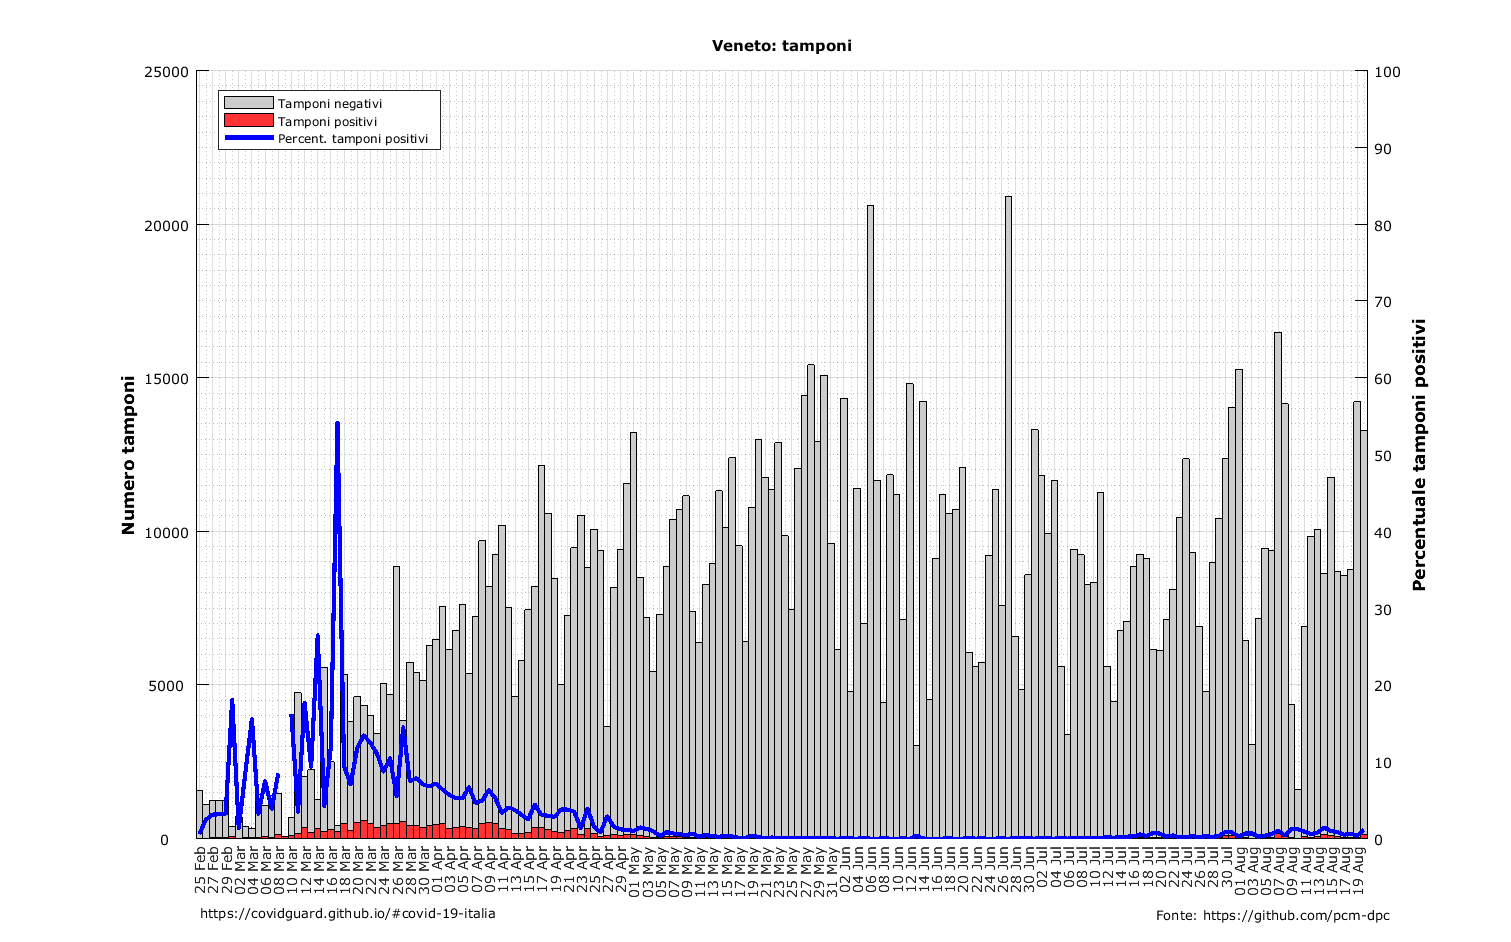 Veneto: tamponi
25000
20000
15000
10000
5000
0
Numero tamponi
Tamponi negativi
Tamponi positivi
Percent. tamponi positivi
100
90
80
70
60
50
40
30
20
10
0
Percentuale tamponi positivi
25 Feb
27 Feb
29 Feb
02 Mar
04 Mar
06 Mar
08 Mar
10 Mar
12 Mar
14 Mar
16 Mar
18 Mar
20 Mar
22 Mar
24 Mar
26 Mar
28 Mar
30 Mar
01 Apr
03 Apr
05 Apr
07 Apr
09 Apr
11 Apr
13 Apr
15 Apr
17 Apr
19 Apr
21 Apr
23 Apr
25 Apr
27 Apr
29 Apr
01 May
03 May
05 May
07 May
09 May
11 May
13 May
15 May
17 May
19 May
21 May
23 May
25 May
27 May
29 May
31 May
02 Jun
04 Jun
06 Jun
08 Jun
10 Jun
12 Jun
14 Jun
16 Jun
18 Jun
20 Jun
22 Jun
24 Jun
26 Jun
28 Jun
30 Jun
02 Jul
04 Jul
06 Jul
08 Jul
10 Jul
12 Jul
14 Jul
16 Jul
18 Jul
20 Jul
22 Jul
24 Jul
26 Jul
28 Jul
30 Jul
01 Aug
03 Aug
05 Aug
07 Aug
09 Aug
11 Aug
13 Aug
15 Aug
17 Aug
19 Aug
https://covidguard.github.io/#covid-19-italia
Fonte: https://github.com/pcm-dpc